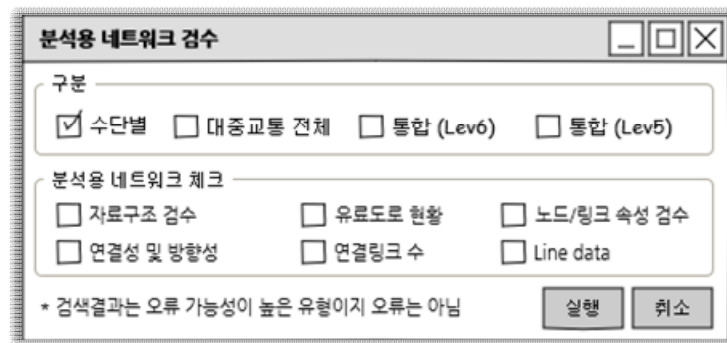 분석용 네트워크 검수
구분
수단별 대중교통 전체 통합 (Lev6) 통합 (Lev5)
분석용 네트워크 체크
자료구조 검수 유료도로 현황 노드/링크 속성 검수
연결성 및 방향성 연결링크 수 Line data
* 검색결과는 오류 가능성이 높은 유형이지 오류는 아님 실행 취소